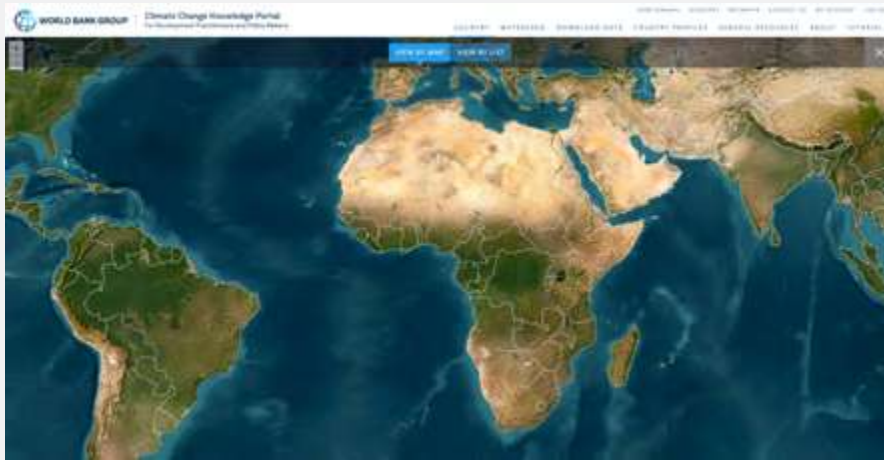 WORLD BANK GROUP
Climate Change Knowledge Portal
For Development Practitioners and Policy Makers
COUNTRY WATERSHED DOWNLOAD DATA COUNTRY PROFILES GENERAL RESOURCES ABOUT TUTORIAL
VIEW BY MAP VIEW BY LIST